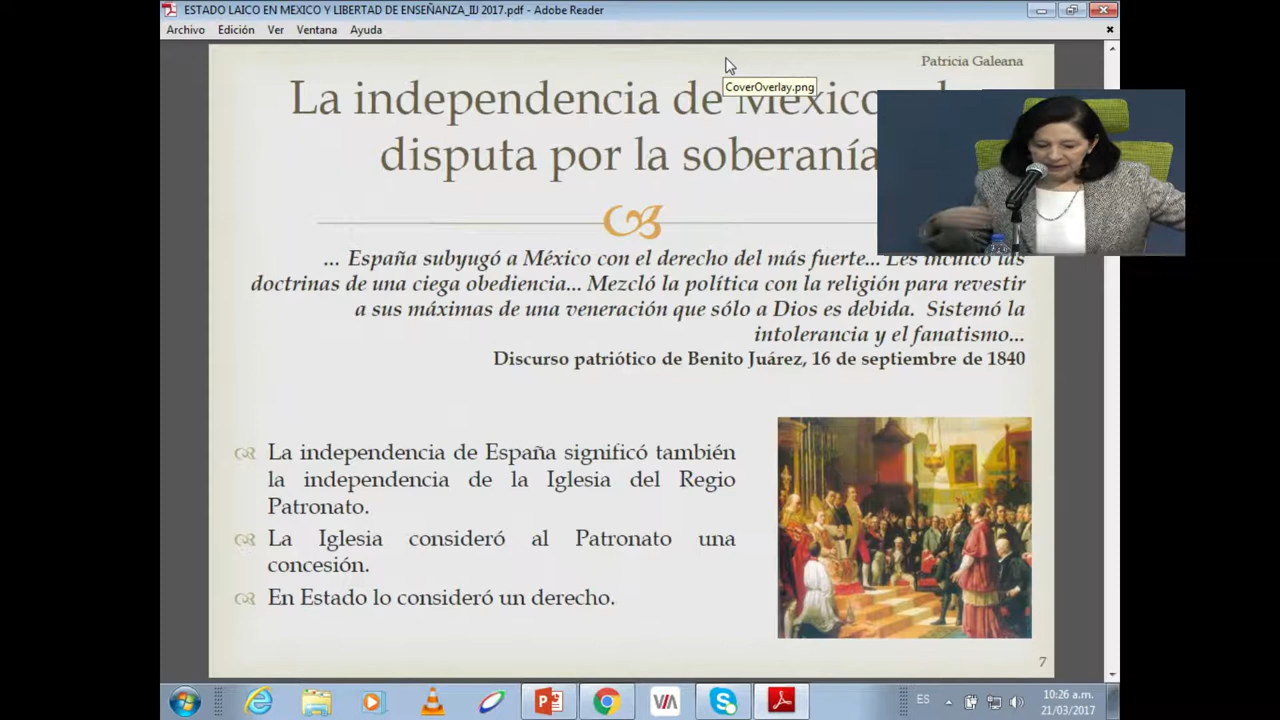 ESTADO LAICO EN MEXICO Y LIBERTAD DE ENSEÑANZA_IIJ 2017.pdf - Adobe Reader
Archivo Edición Ver Ventana Ayuda
Patricia Galeana
CoverOverlay.png
La independencia de México
disputa por la soberanía
... España subyugó a México con el derecho del más fuerte... Les inculcó las
doctrinas de una ciega obediencia... Mezcló la política con la religión para revestir
a sus máximas de una veneración que sólo a Dios es debida. Sistemó la
intolerancia y el fanatismo...
Discurso patriótico de Benito Juárez, 16 de septiembre de 1840
La independencia de España significó también
la independencia de la Iglesia del Regio
Patronato.
La Iglesia consideró al Patronato una
concesión.
En Estado lo consideró un derecho.
7
VIA
ES
10:26 a.m.
21/03/2017